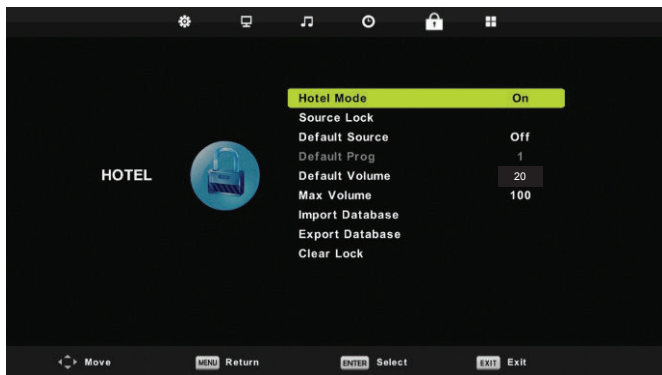 Hotel Mode On
Source Lock
Default Source Off
Default Prog 1
HOTEL
Default Volume 20
Max Volume 100
Import Database
Export Database
Clear Lock
Move MENU Return ENTER Select EXIT Exit